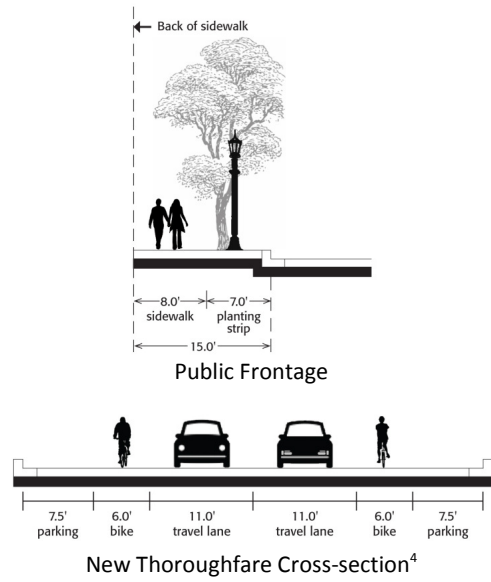 Back of sidewalk
8.0' 7.0'
sidewalk planting
strip
15.0'
Public Frontage
7.5' 6.0' 11.0' 11.0' 6.0' 7.5'
parking bike travel lane travel lane bike parking
New Thoroughfare Cross-section4